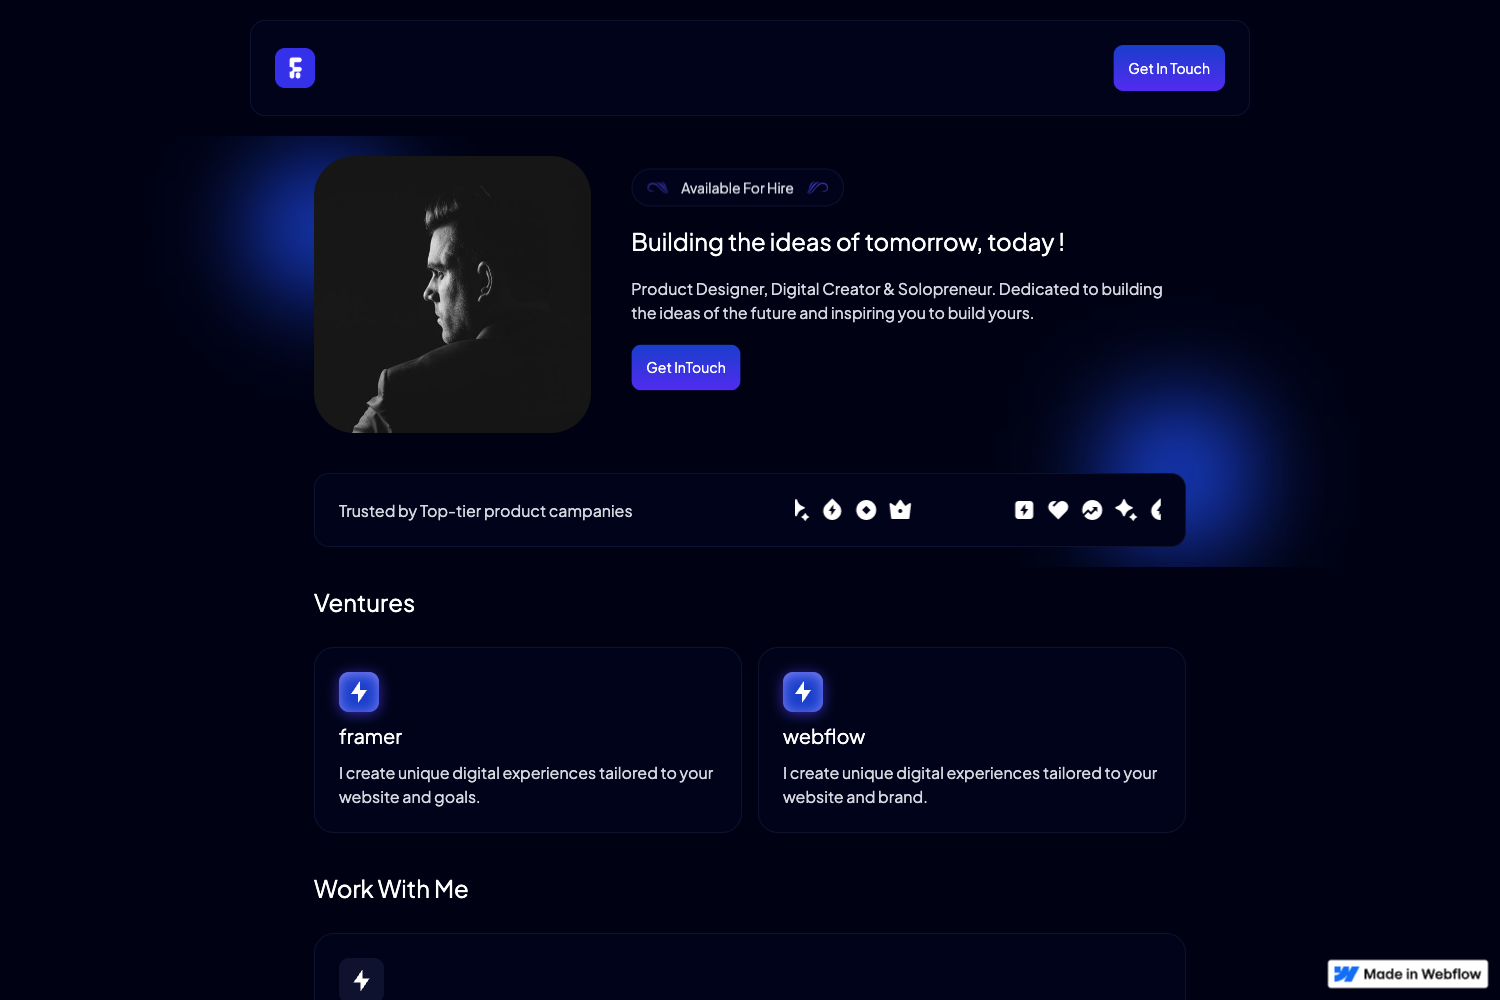 Get In Touch
Available For Hire
Building the ideas of tomorrow, today !
Product Designer, Digital Creator & Solopreneur. Dedicated to building
the ideas of the future and inspiring you to build yours.
Get InTouch
Trusted by Top-tier product campanies
Ventures
framer
I create unique digital experiences tailored to your
website and goals.
webflow
I create unique digital experiences tailored to your
website and brand.
Work With Me
Made in Webflow